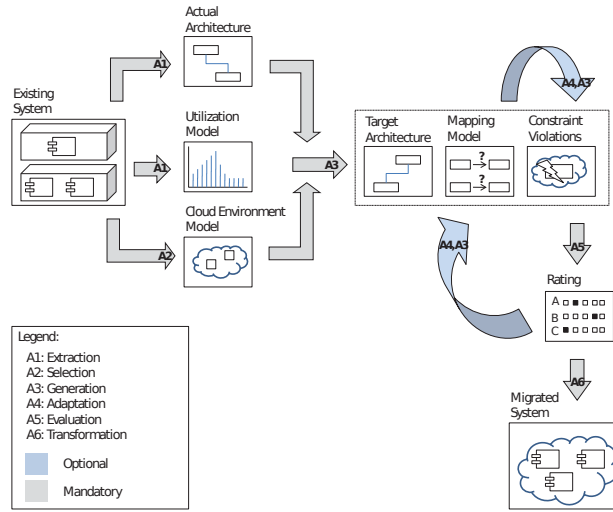 Actual
Architecture
A1
Existing
System
Utilization
Model
A1
Cloud Environment
Model
A2
A3
A4,A3
Target
Architecture
Mapping
Model
?
?
Constraint
Violations
A4,A3
A5
Rating
A
B
C
A6
Migrated
System
Legend:
A1: Extraction
A2: Selection
A3: Generation
A4: Adaptation
A5: Evaluation
A6: Transformation
Optional
Mandatory